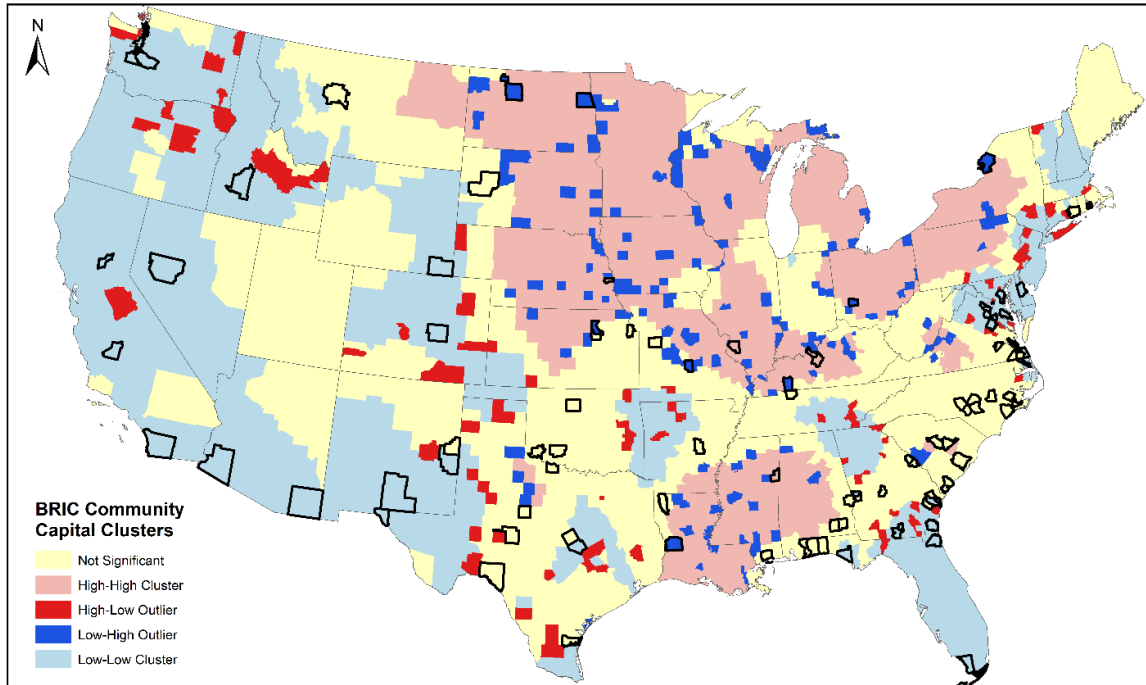 N
BRIC Community
Capital Clusters
Not Significant
High-High Cluster
High-Low Outlier
Low-High Outlier
Low-Low Cluster